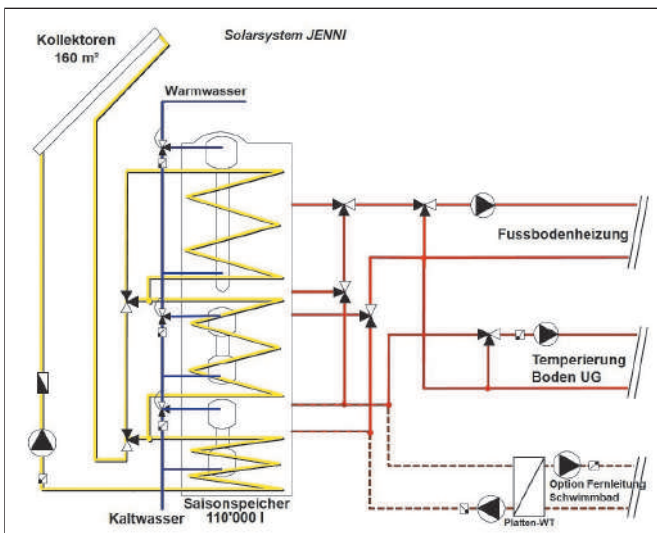 Solarsystem JENNI
Kollektoren
160 m²
Warmwasser
Fussbodenheizung
Temperierung
Boden UG
Option Fernleitung
Schwimmbad
Platten-WT
Saisonspeicher
110'000 l
Kaltwasser